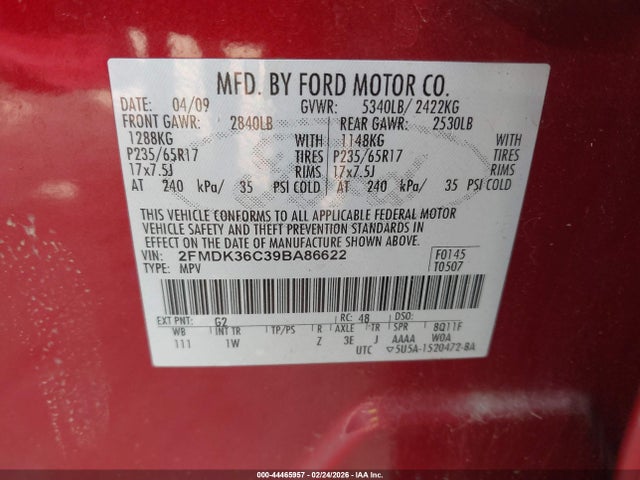 MFD. BY FORD MOTOR CO.
DATE: 04/09 GVWR: 5340LB/ 2422KG
FRONT GAWR: 2840LB REAR GAWR: 2530LB
1288KG WITH 1148KG WITH
P235/65R17 TIRES P235/65R17 TIRES
17x7.5J RIMS 17x7.5J RIMS
AT 240 kPa/ 35 PSI COLD AT 240 kPa/ 35 PSI COLD
THIS VEHICLE CONFORMS TO ALL APPLICABLE FEDERAL MOTOR
VEHICLE SAFETY AND THEFT PREVENTION STANDARDS IN
EFFECT ON THE DATE OF MANUFACTURE SHOWN ABOVE.
VIN: 2FMDK36C39BA86622 F0145
TYPE: MPV T0507
EXT PNT: G2 RC: 48 DSO:
WB INT TR TP/PS R AXLE TR SPR 8Q11F
111 1W Z 3E J AAAA W0A
UTC ▽5U5A-1520472-BA
000-44465957 - 02/24/2026 - IAA Inc.